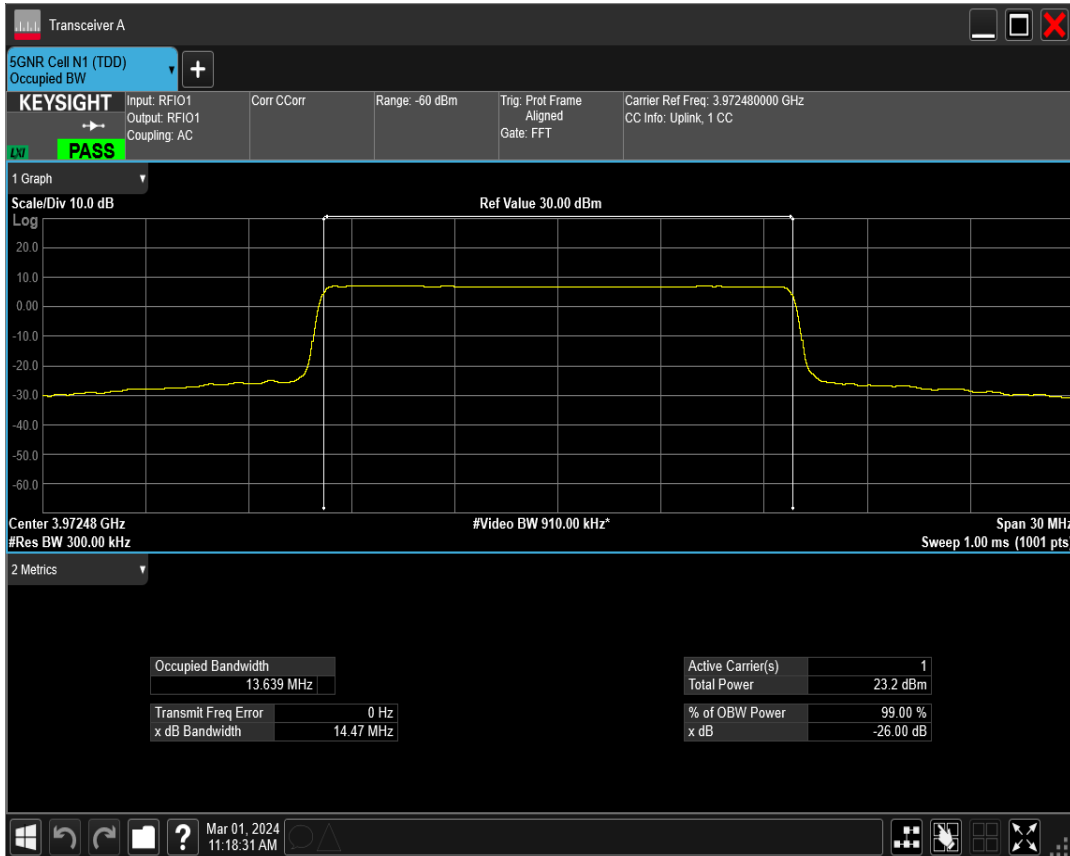 Transceiver A
5GNR Cell N1 (TDD)
Occupied BW
+
KEYSIGHT
LXI
PASS
Input: RFIO1
Output: RFIO1
Coupling: AC
Corr CCorr
Range: -60 dBm
Trig: Prot Frame
Aligned
Gate: FFT
Carrier Ref Freq: 3.972480000 GHz
CC Info: Uplink, 1 CC
1 Graph
Scale/Div 10.0 dB
Ref Value 30.00 dBm
Log
20.0
10.0
0.00
-10.0
-20.0
-30.0
-40.0
-50.0
-60.0
Center 3.97248 GHz
#Video BW 910.00 kHz*
Span 30 MHz
#Res BW 300.00 kHz
Sweep 1.00 ms (1001 pts)
2 Metrics
Occupied Bandwidth
13.639 MHz
Transmit Freq Error 0 Hz
x dB Bandwidth 14.47 MHz
Active Carrier(s) 1
Total Power 23.2 dBm
% of OBW Power 99.00 %
x dB -26.00 dB
?
Mar 01, 2024
11:18:31 AM